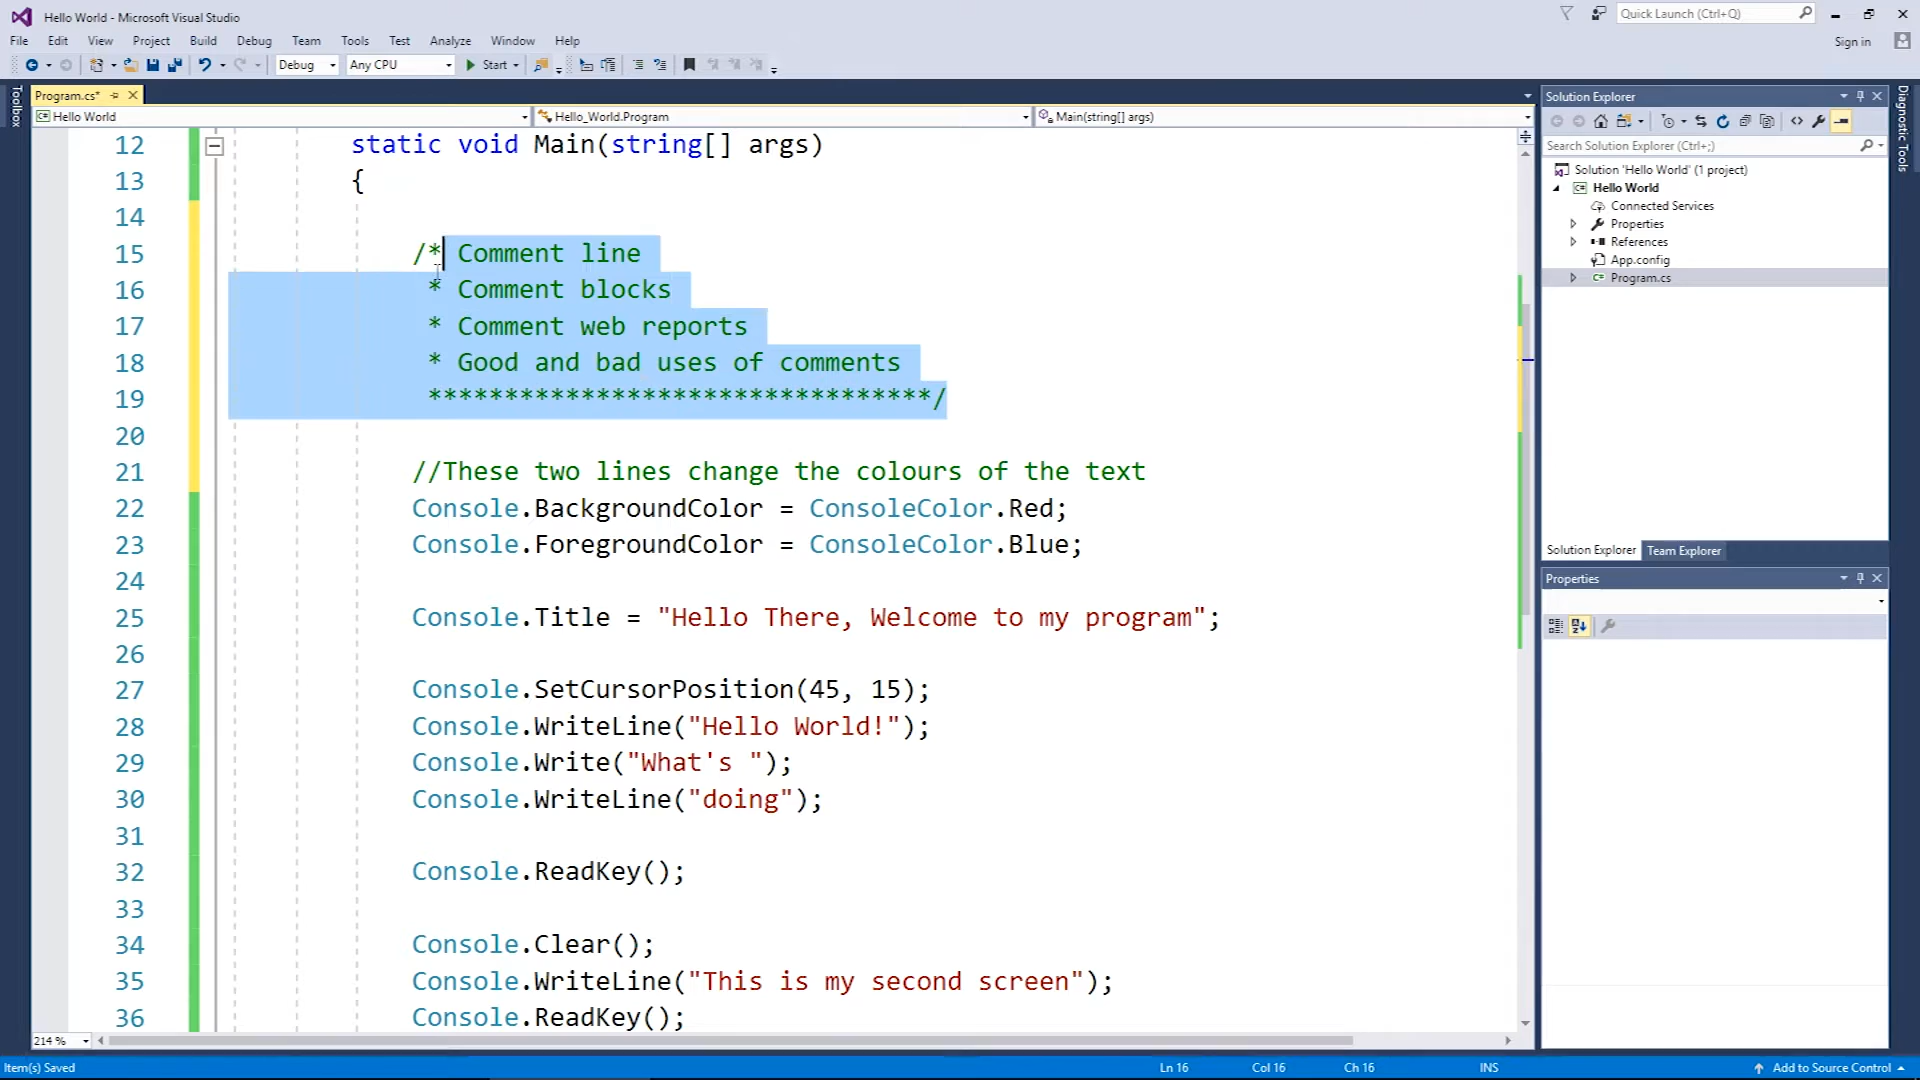 Hello World - Microsoft Visual Studio
Quick Launch (Ctrl+Q)
File Edit View Project Build Debug Team Tools Test Analyze Window Help
Sign in
Debug Any CPU Start
Toolbox
Program.cs*
Hello World Hello_World.Program Main(string[] args)
12 static void Main(string[] args)
13 {
14
15 /* Comment line
16 * Comment blocks
17 * Comment web reports
18 * Good and bad uses of comments
19 *********************************/
20
21 //These two lines change the colours of the text
22 Console.BackgroundColor = ConsoleColor.Red;
23 Console.ForegroundColor = ConsoleColor.Blue;
24
25 Console.Title = "Hello There, Welcome to my program";
26
27 Console.SetCursorPosition(45, 15);
28 Console.WriteLine("Hello World!");
29 Console.Write("What's ");
30 Console.WriteLine("doing");
31
32 Console.ReadKey();
33
34 Console.Clear();
35 Console.WriteLine("This is my second screen");
36 Console.ReadKey();
214 %
Solution Explorer
Search Solution Explorer (Ctrl+;)
Solution 'Hello World' (1 project)
C# Hello World
Connected Services
Properties
References
App.config
C# Program.cs
Solution Explorer Team Explorer
Properties
Diagnostic Tools
Item(s) Saved Ln 16 Col 16 Ch 16 INS Add to Source Control